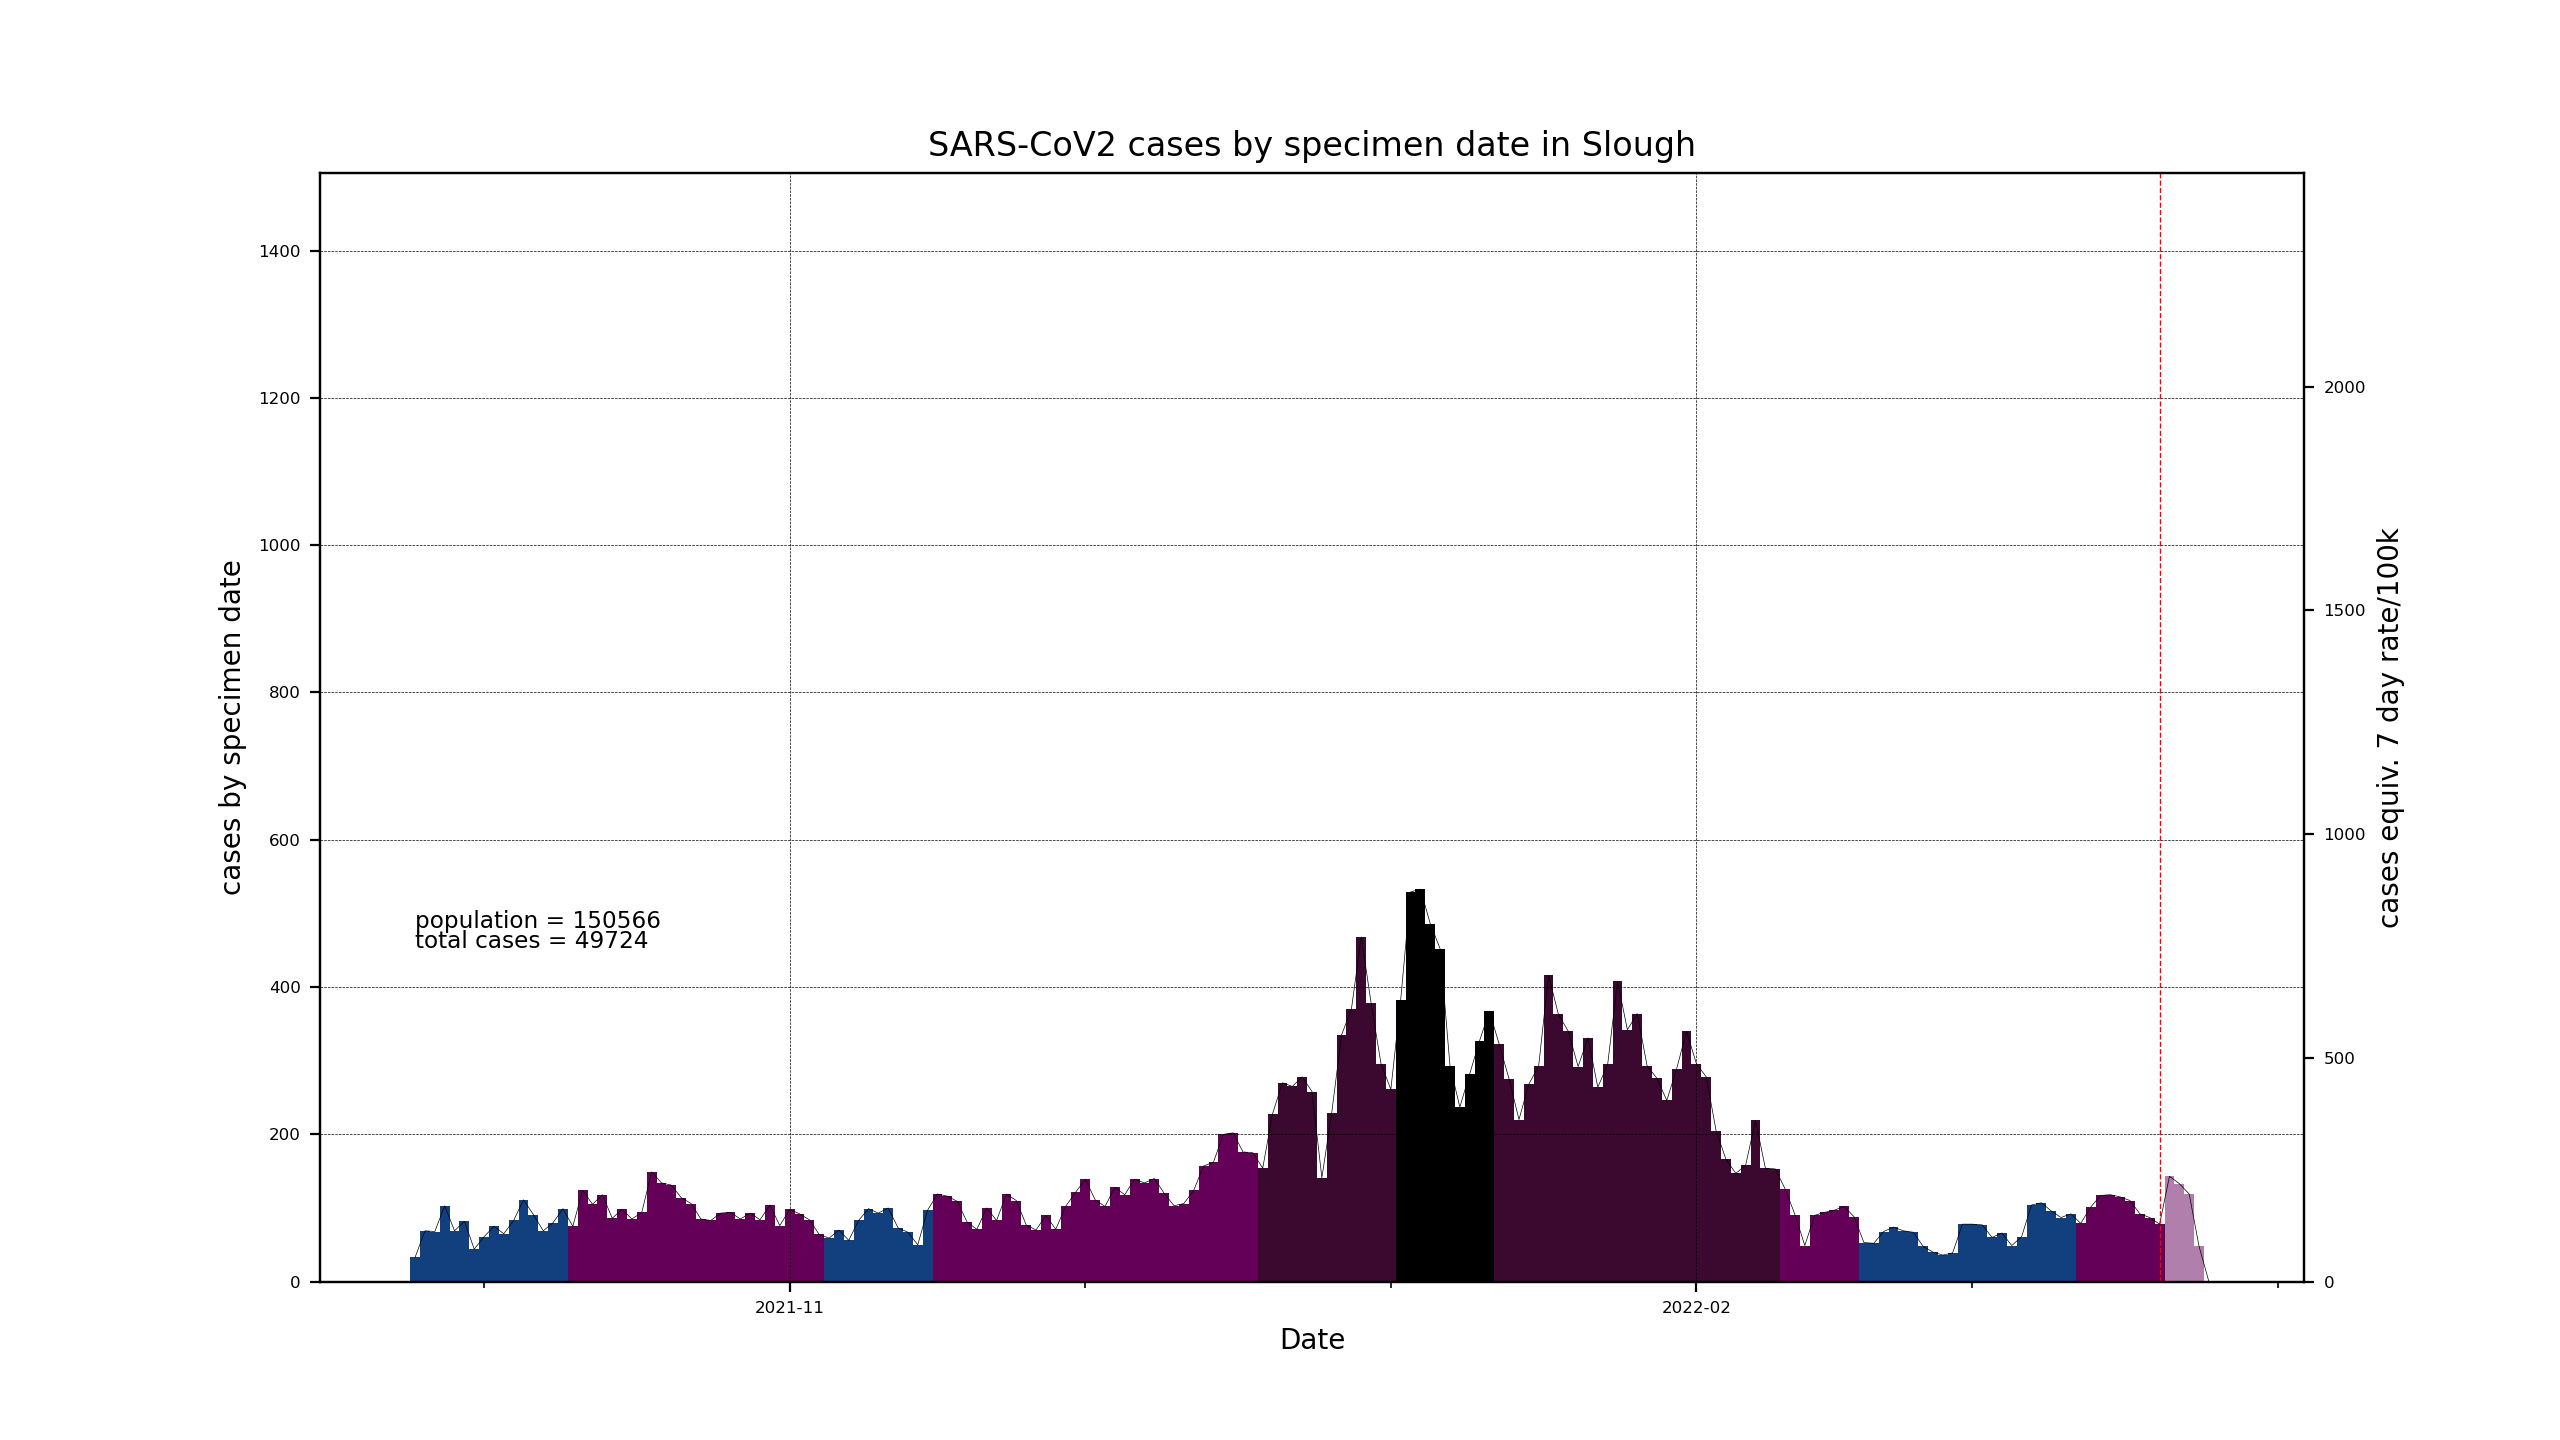 SARS-CoV2 cases by specimen date in Slough
1400
1200
1000
800
600
400
200
0
cases by specimen date
population = 150566
total cases = 49724
2000
1500
1000
500
0
cases equiv. 7 day rate/100k
2021-11
2022-02
Date